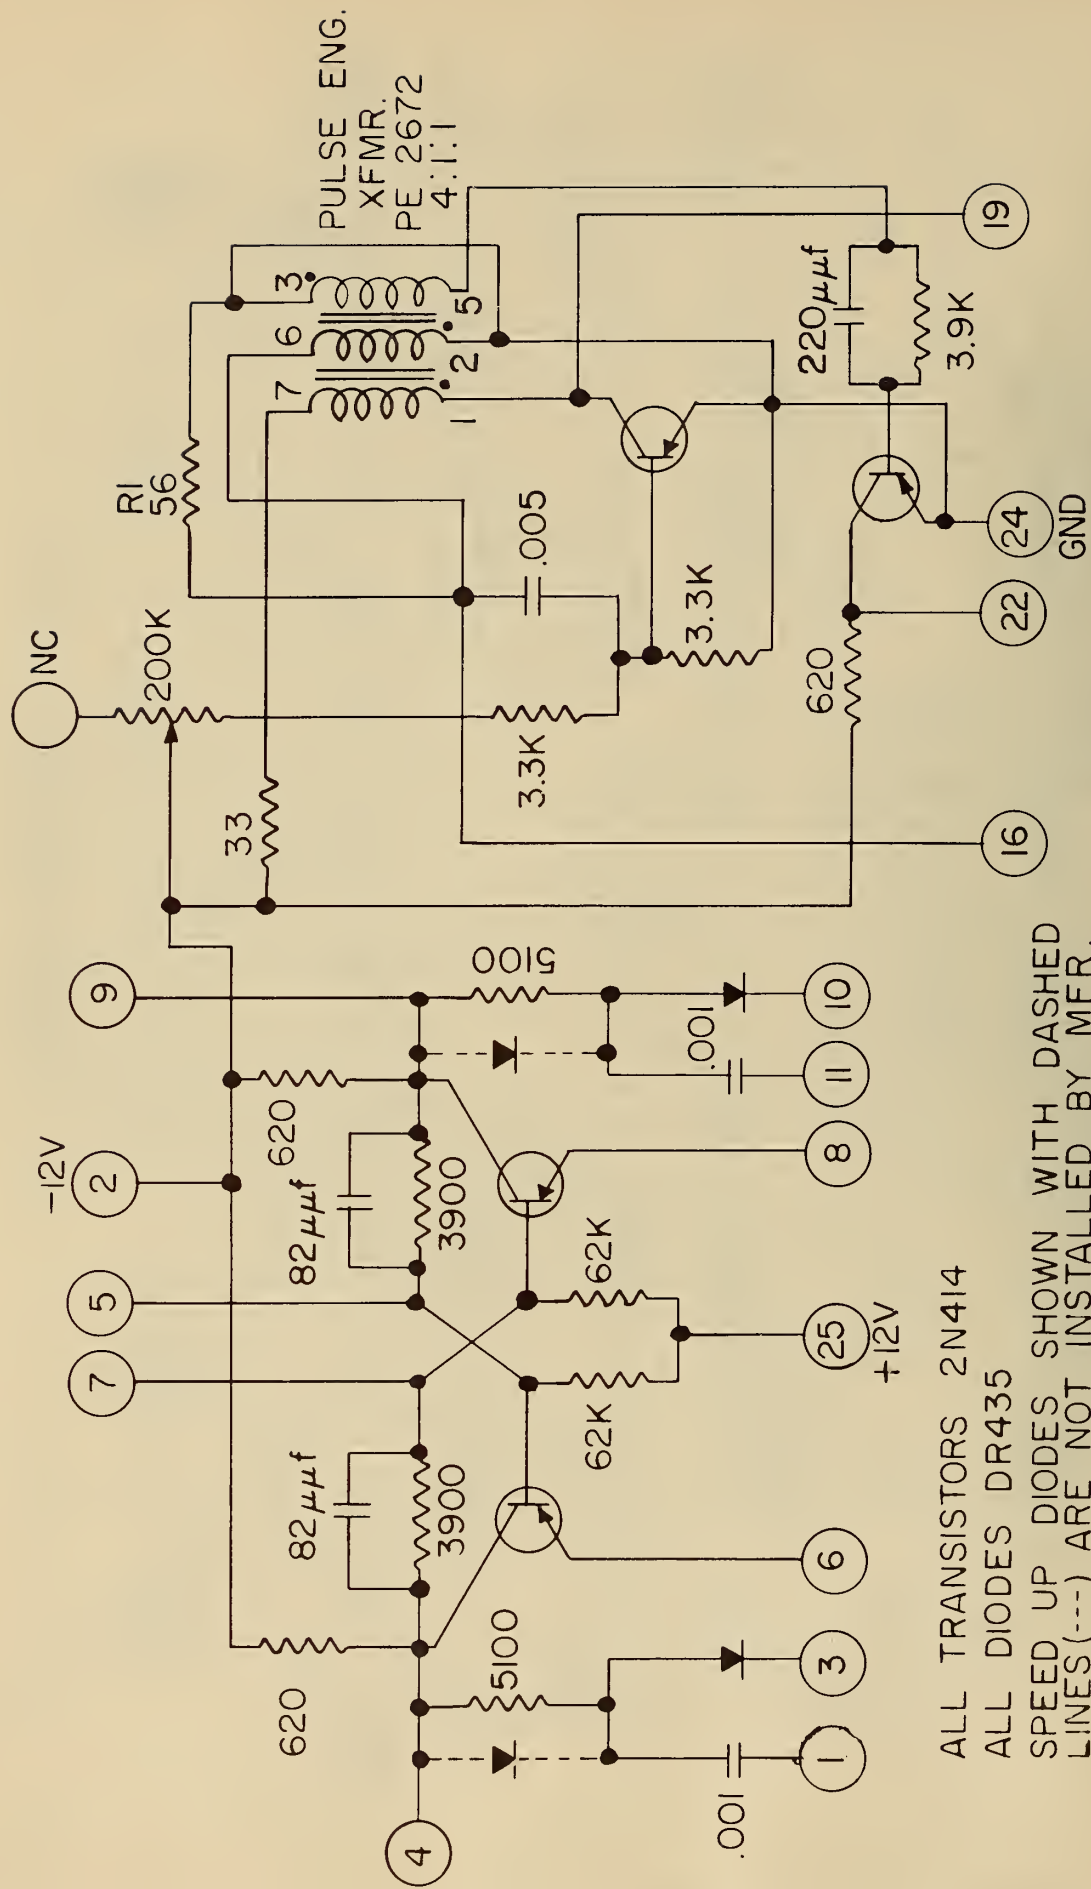 -12V
NC
7
5
2
9
R1
56
200K
33
620
82μμf
82μμf
620
7
6
3
PULSE ENG.
XFMR.
PE 2672
4:1:1
1
2
5
4
3900
3900
5100
5100
3.3K
.005
62K
62K
3.3K
.001
.001
620
220μμf
3.9K
1
3
6
25
+12V
8
11
10
16
22
24
GND
19
ALL TRANSISTORS 2N414
ALL DIODES DR435
SPEED UP DIODES SHOWN WITH DASHED
LINES(---) ARE NOT INSTALLED BY MFR.